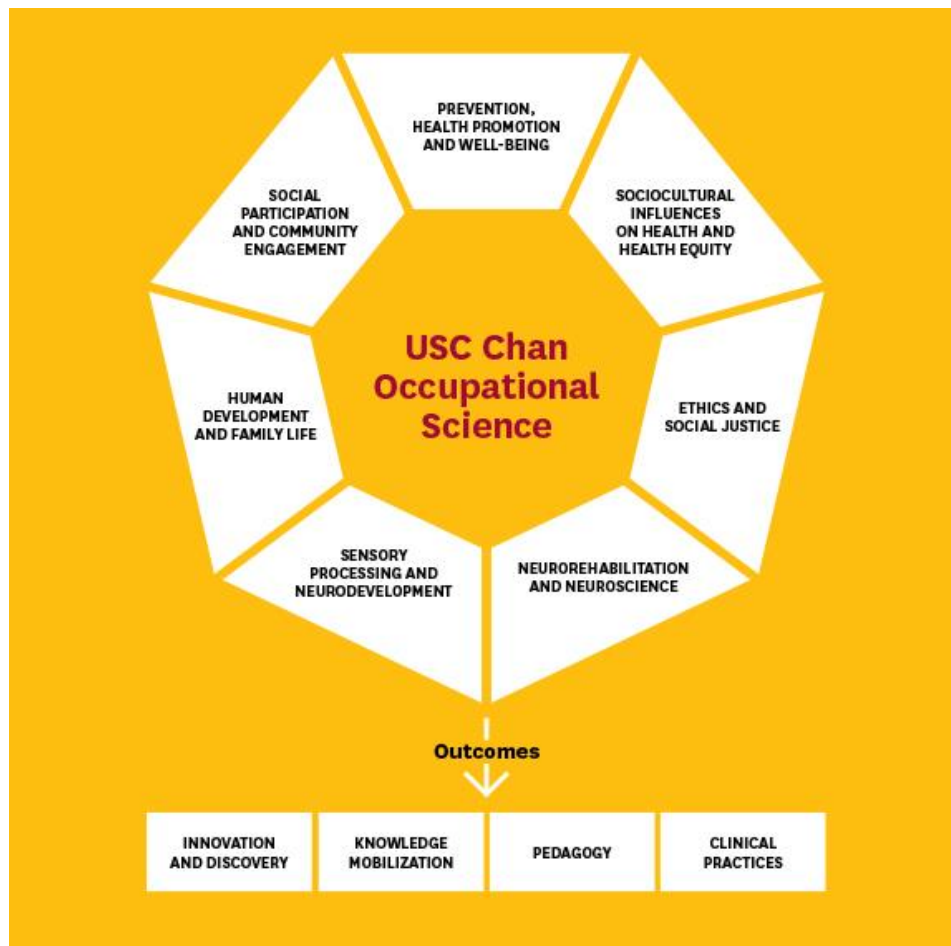 PREVENTION,
HEALTH PROMOTION
AND WELL-BEING
SOCIAL
PARTICIPATION
AND COMMUNITY
ENGAGEMENT
SOCIOCULTURAL
INFLUENCES
ON HEALTH AND
HEALTH EQUITY
USC Chan
Occupational
Science
HUMAN
DEVELOPMENT
AND FAMILY LIFE
ETHICS AND
SOCIAL JUSTICE
SENSORY
PROCESSING AND
NEURODEVELOPMENT
NEUROREHABILITATION
AND NEUROSCIENCE
Outcomes
INNOVATION
AND DISCOVERY
KNOWLEDGE
MOBILIZATION
PEDAGOGY
CLINICAL
PRACTICES